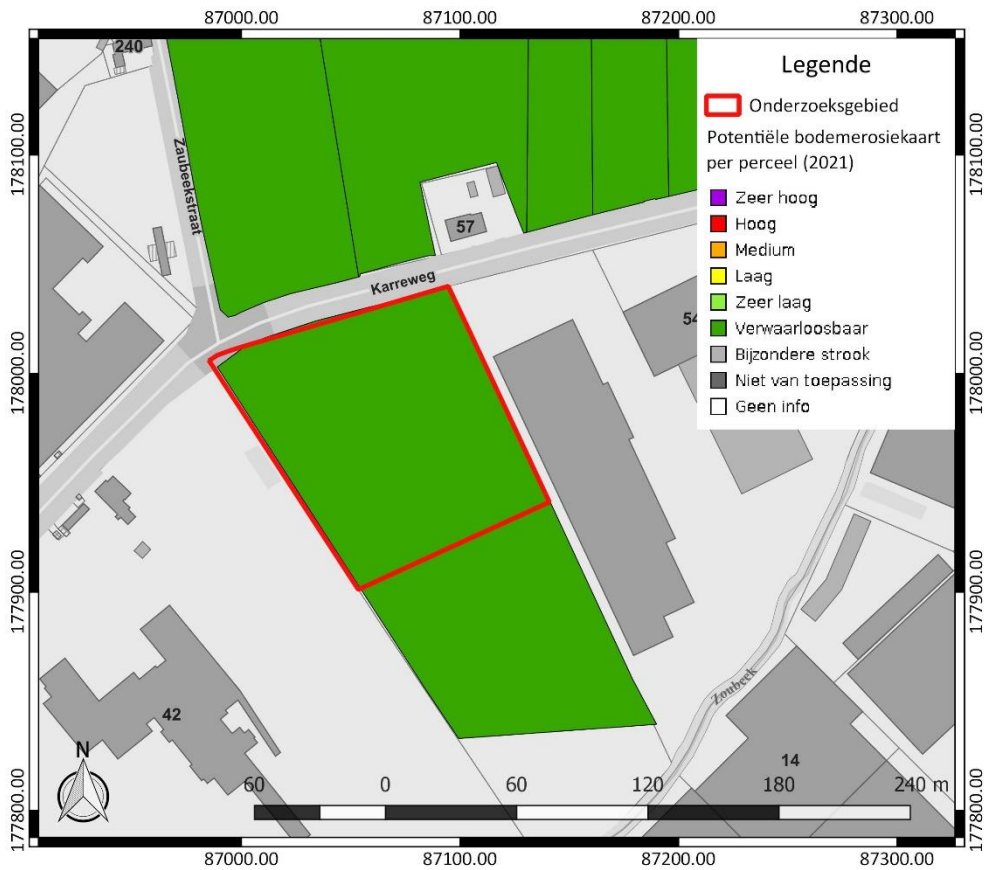 87000.00 87100.00 87200.00 87300.00
240
Zaubeekstraat
178100.00
178100.00
57
Karreweg
54
Legende
Onderzoeksgebied
Potentiële bodemerosiekaart
per perceel (2021)
Zeer hoog
Hoog
Medium
Laag
Zeer laag
Verwaarloosbaar
Bijzondere strook
Niet van toepassing
Geen info
178000.00
178000.00
177900.00
177900.00
Zoubeek
42
14
N
60 0 60 120 180 240 m
177800.00
177800.00
87000.00 87100.00 87200.00 87300.00